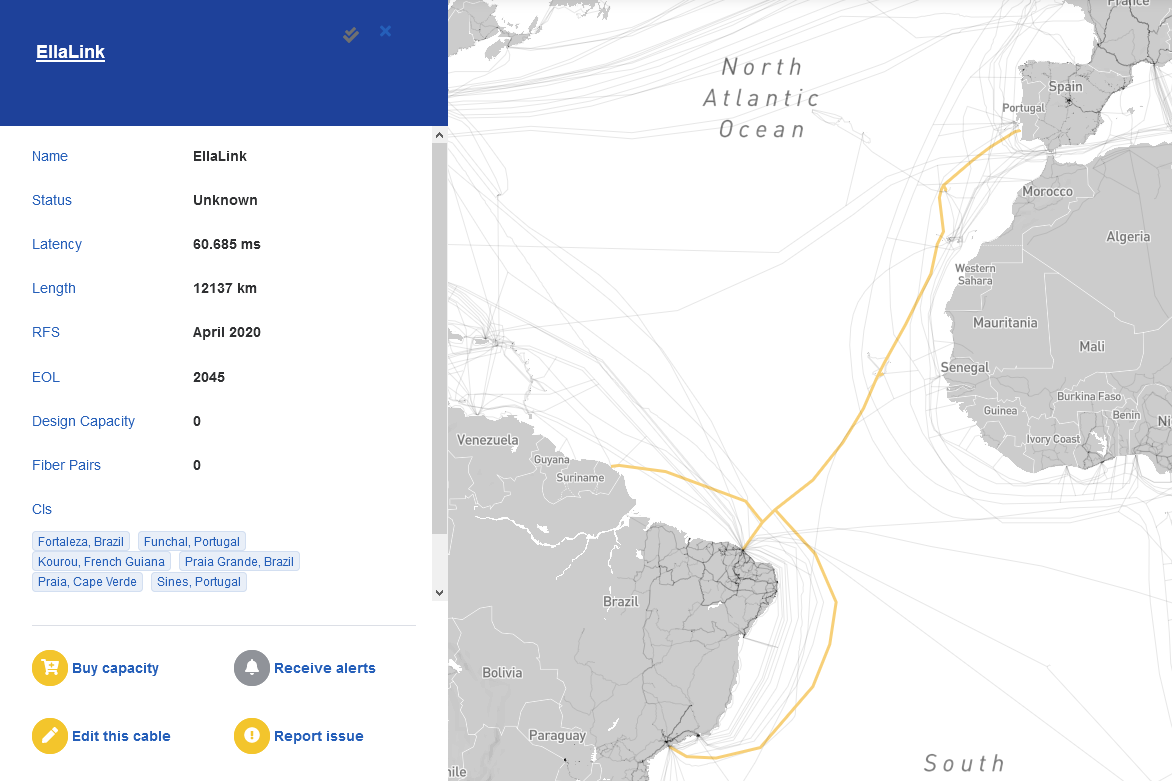 EllaLink
Name EllaLink
Status Unknown
Latency 60.685 ms
Length 12137 km
RFS April 2020
EOL 2045
Design Capacity 0
Fiber Pairs 0
Cls
Fortaleza, Brazil Funchal, Portugal
Kourou, French Guiana Praia Grande, Brazil
Praia, Cape Verde Sines, Portugal
Buy capacity Receive alerts
Edit this cable Report issue
France
North
Atlantic
Ocean
Spain
Portugal
Morocco
Algeria
Western
Sahara
Mauritania
Mali
Senegal
Burkina Faso
Guinea
Benin
Ni
Ivory Coast
Venezuela
Guyana
Suriname
Brazil
Bolivia
Paraguay
hile
South